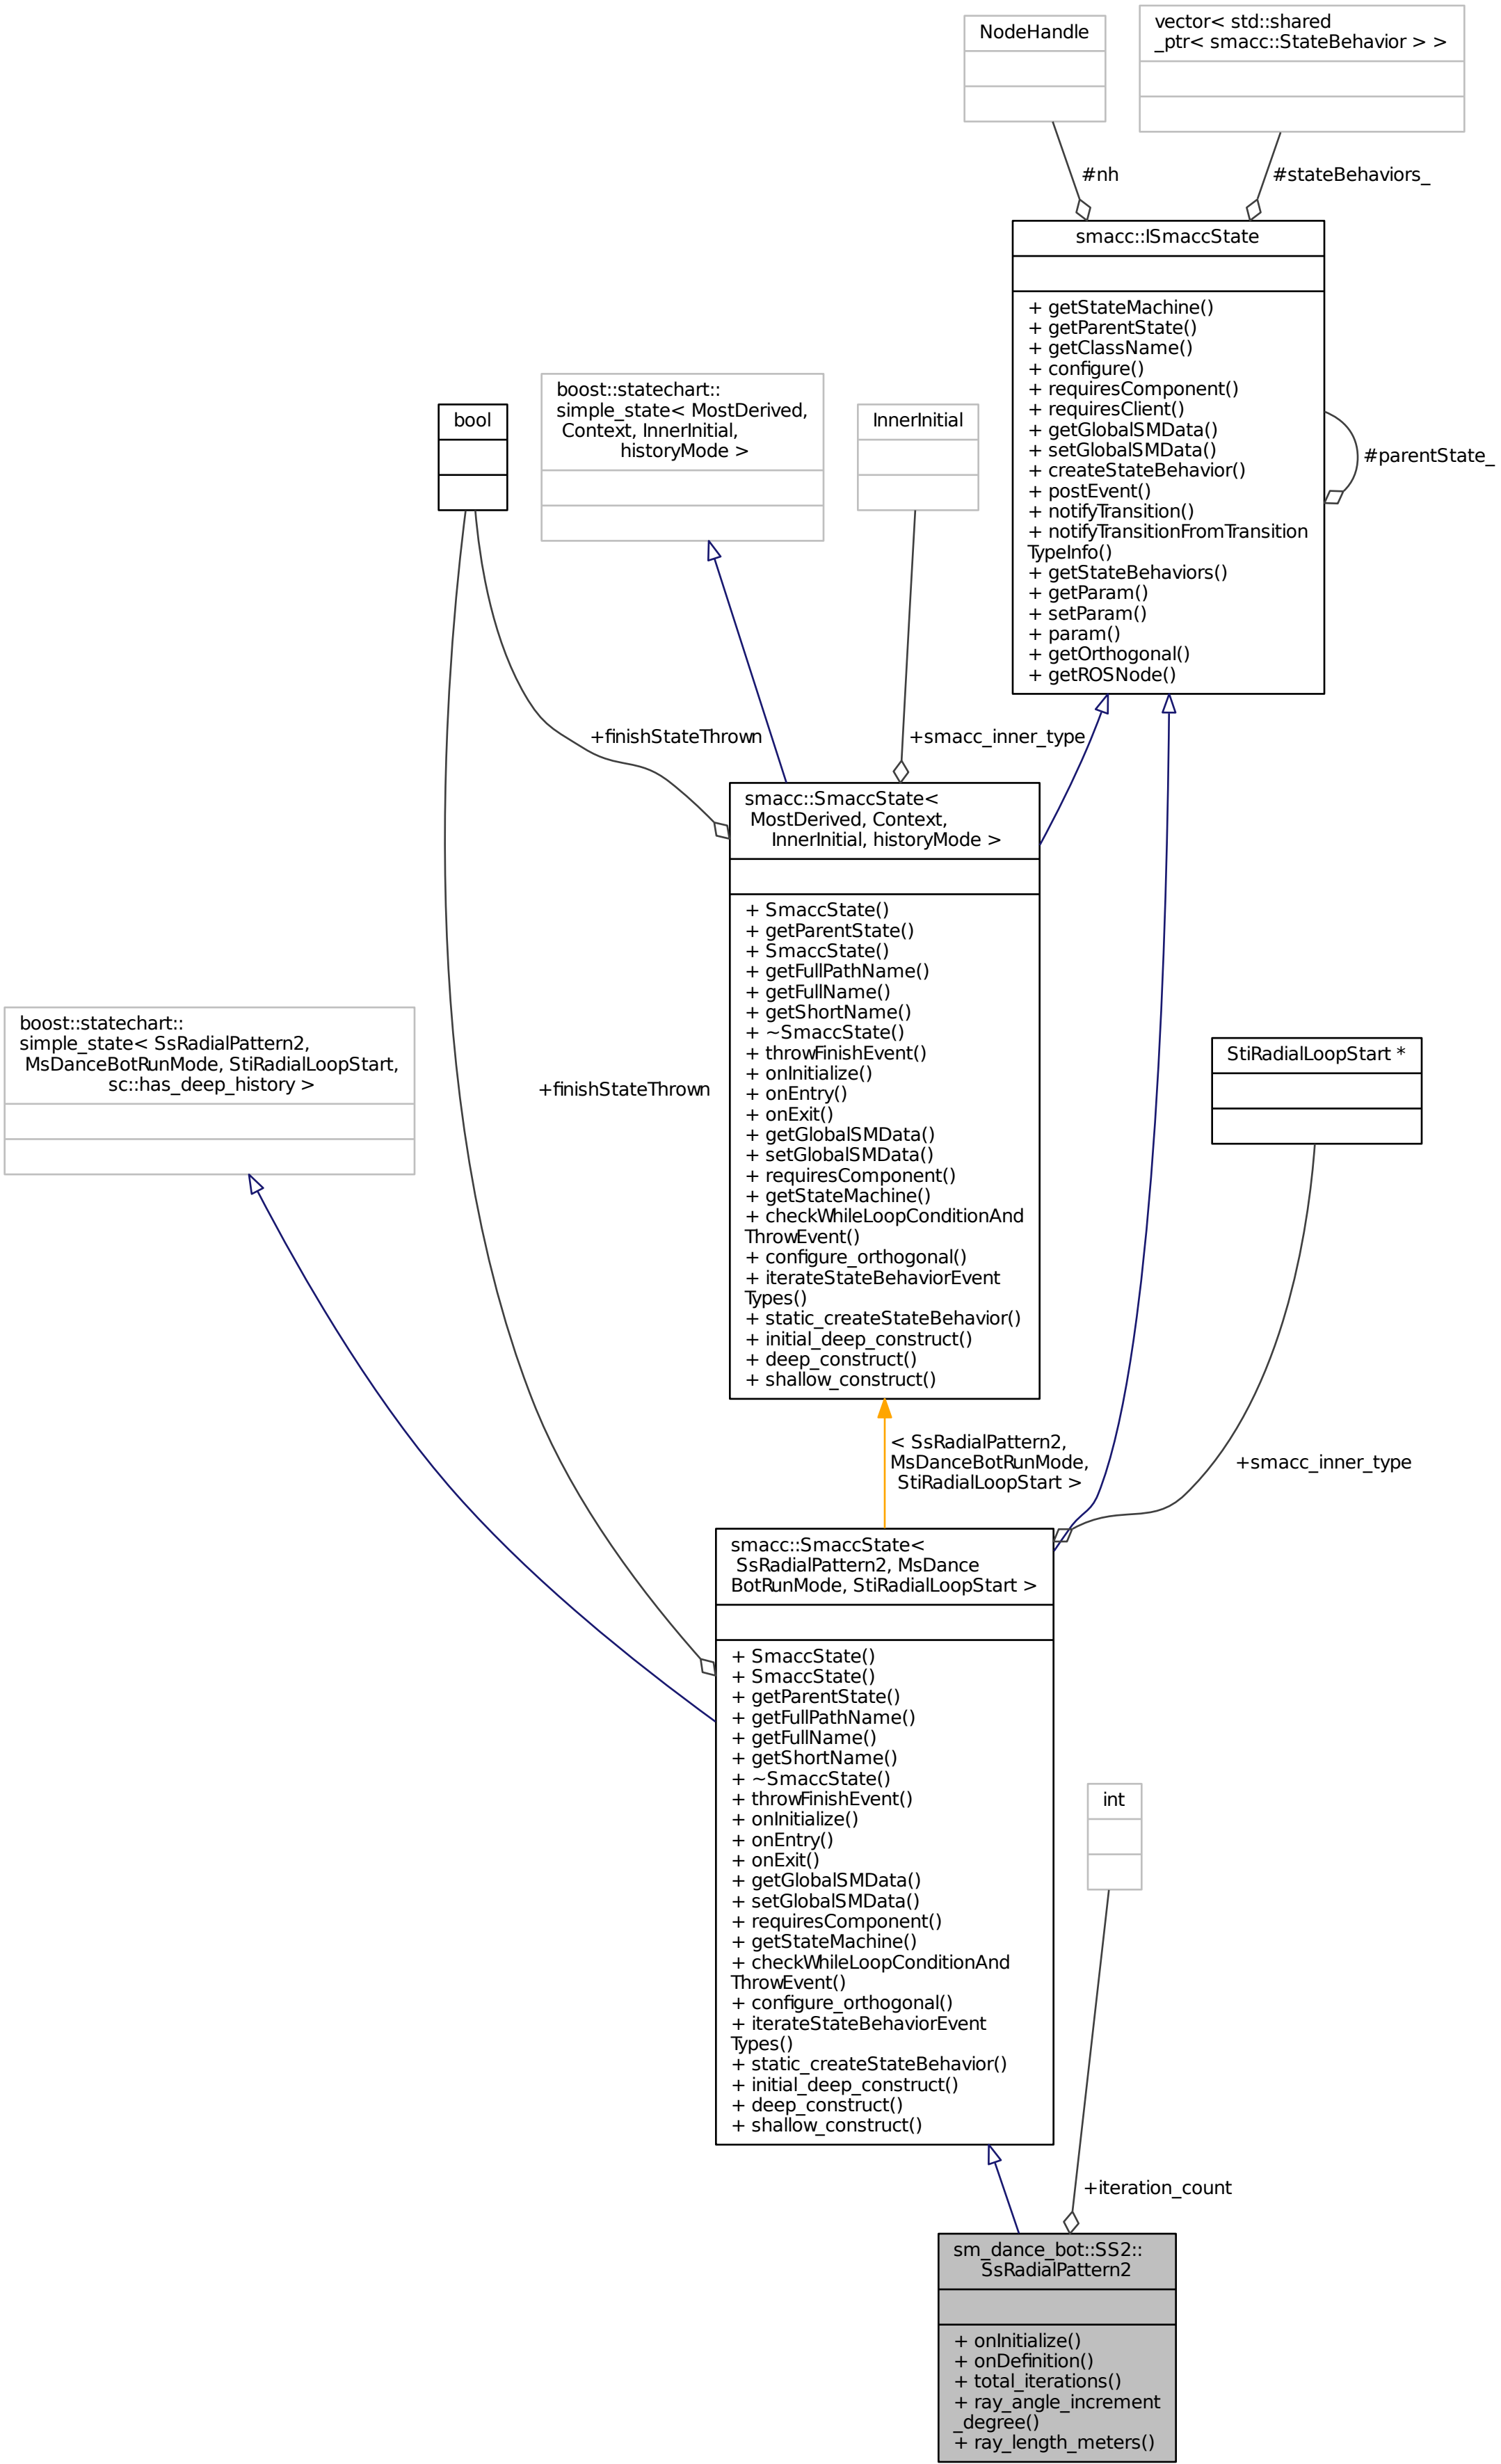 NodeHandle
vector< std::shared
_ptr< smacc::StateBehavior > >
#nh
#stateBehaviors_
smacc::ISmaccState
+ getStateMachine()
+ getParentState()
+ getClassName()
+ configure()
+ requiresComponent()
+ requiresClient()
+ getGlobalSMData()
+ setGlobalSMData()
+ createStateBehavior()
+ postEvent()
+ notifyTransition()
+ notifyTransitionFromTransition
TypeInfo()
+ getStateBehaviors()
+ getParam()
+ setParam()
+ param()
+ getOrthogonal()
+ getROSNode()
#parentState_
bool
boost::statechart::
simple_state< MostDerived,
Context, InnerInitial,
historyMode >
InnerInitial
+finishStateThrown
+smacc_inner_type
smacc::SmaccState<
MostDerived, Context,
InnerInitial, historyMode >
+ SmaccState()
+ getParentState()
+ SmaccState()
+ getFullPathName()
+ getFullName()
+ getShortName()
+ ~SmaccState()
+ throwFinishEvent()
+ onInitialize()
+ onEntry()
+ onExit()
+ getGlobalSMData()
+ setGlobalSMData()
+ requiresComponent()
+ getStateMachine()
+ checkWhileLoopConditionAnd
ThrowEvent()
+ configure_orthogonal()
+ iterateStateBehaviorEvent
Types()
+ static_createStateBehavior()
+ initial_deep_construct()
+ deep_construct()
+ shallow_construct()
boost::statechart::
simple_state< SsRadialPattern2,
MsDanceBotRunMode, StiRadialLoopStart,
sc::has_deep_history >
+finishStateThrown
StiRadialLoopStart *
< SsRadialPattern2,
MsDanceBotRunMode,
StiRadialLoopStart >
+smacc_inner_type
smacc::SmaccState<
SsRadialPattern2, MsDance
BotRunMode, StiRadialLoopStart >
+ SmaccState()
+ SmaccState()
+ getParentState()
+ getFullPathName()
+ getFullName()
+ getShortName()
+ ~SmaccState()
+ throwFinishEvent()
+ onInitialize()
+ onEntry()
+ onExit()
+ getGlobalSMData()
+ setGlobalSMData()
+ requiresComponent()
+ getStateMachine()
+ checkWhileLoopConditionAnd
ThrowEvent()
+ configure_orthogonal()
+ iterateStateBehaviorEvent
Types()
+ static_createStateBehavior()
+ initial_deep_construct()
+ deep_construct()
+ shallow_construct()
int
+iteration_count
sm_dance_bot::SS2::
SsRadialPattern2
+ onInitialize()
+ onDefinition()
+ total_iterations()
+ ray_angle_increment
_degree()
+ ray_length_meters()